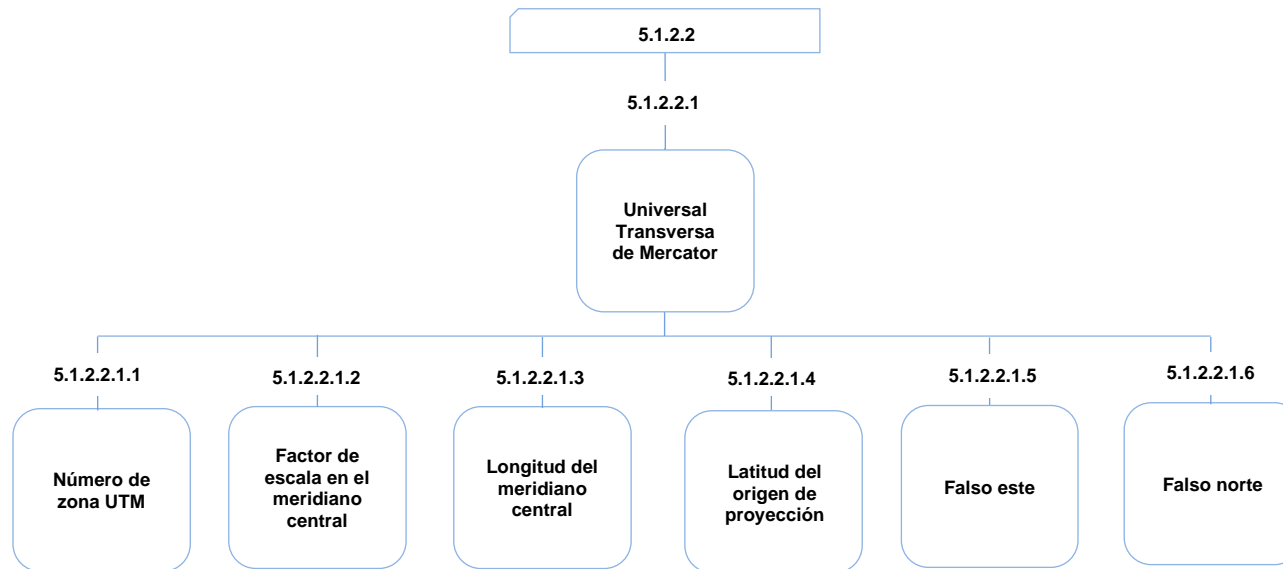 5.1.2.2
5.1.2.2.1
Universal
Transversa
de Mercator
5.1.2.2.1.1
5.1.2.2.1.2
5.1.2.2.1.3
5.1.2.2.1.4
5.1.2.2.1.5
5.1.2.2.1.6
Número de
zona UTM
Factor de
escala en el
meridiano
central
Longitud del
meridiano
central
Latitud del
origen de
proyección
Falso este
Falso norte